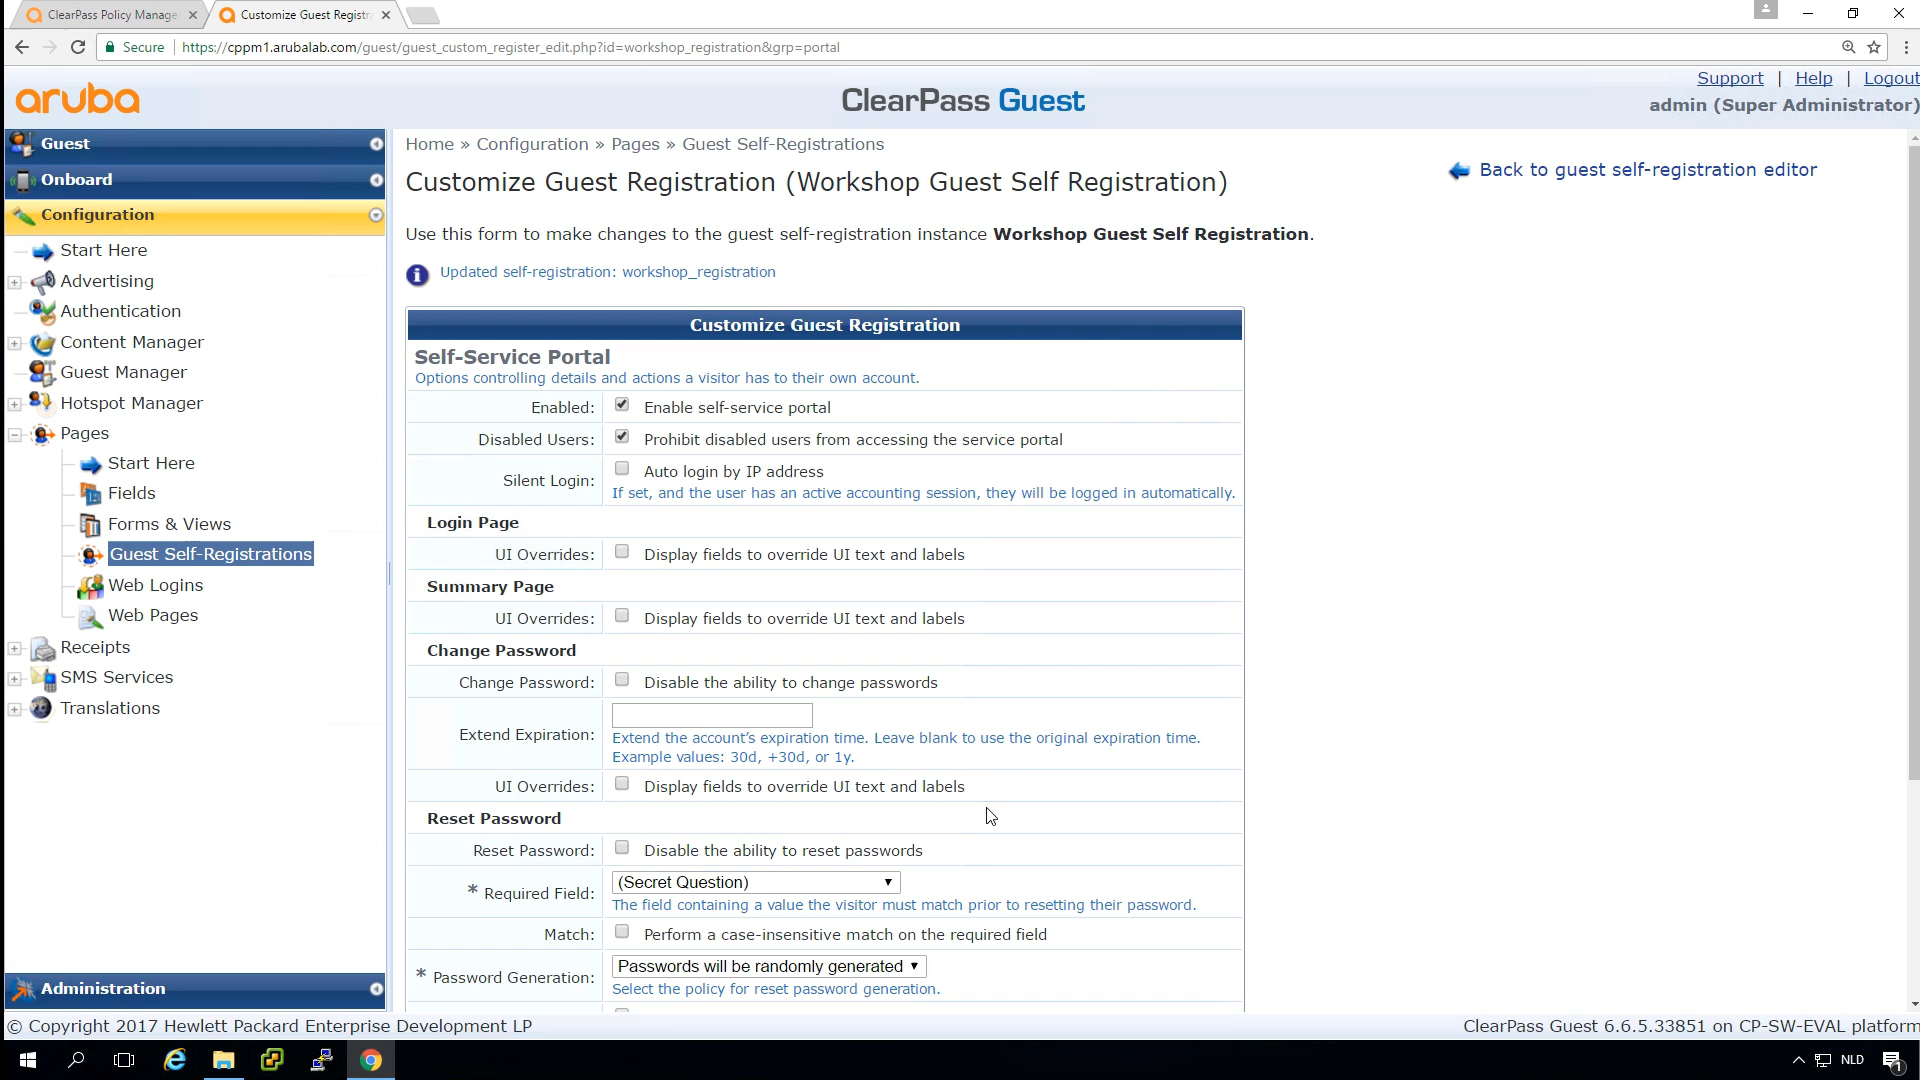 ClearPass Policy Manage
Customize Guest Registr
Secure
https://cppm1.arubalab.com/guest/guest_custom_register_edit.php?id=workshop_registration&grp=portal
aruba
ClearPass Guest
Support | Help | Logout
admin (Super Administrator)
Guest
Onboard
Configuration
Start Here
Advertising
Authentication
Content Manager
Guest Manager
Hotspot Manager
Pages
Start Here
Fields
Forms & Views
Guest Self-Registrations
Web Logins
Web Pages
Receipts
SMS Services
Translations
Administration
Home » Configuration » Pages » Guest Self-Registrations
Customize Guest Registration (Workshop Guest Self Registration)
Back to guest self-registration editor
Use this form to make changes to the guest self-registration instance Workshop Guest Self Registration.
Updated self-registration: workshop_registration
Customize Guest Registration
Self-Service Portal
Options controlling details and actions a visitor has to their own account.
Enabled: Enable self-service portal
Disabled Users: Prohibit disabled users from accessing the service portal
Silent Login: Auto login by IP address
If set, and the user has an active accounting session, they will be logged in automatically.
Login Page
UI Overrides: Display fields to override UI text and labels
Summary Page
UI Overrides: Display fields to override UI text and labels
Change Password
Change Password: Disable the ability to change passwords
Extend Expiration:
Extend the account's expiration time. Leave blank to use the original expiration time.
Example values: 30d, +30d, or 1y.
UI Overrides: Display fields to override UI text and labels
Reset Password
Reset Password: Disable the ability to reset passwords
* Required Field: (Secret Question)
The field containing a value the visitor must match prior to resetting their password.
Match: Perform a case-insensitive match on the required field
* Password Generation: Passwords will be randomly generated
Select the policy for reset password generation.
© Copyright 2017 Hewlett Packard Enterprise Development LP
ClearPass Guest 6.6.5.33851 on CP-SW-EVAL platform
NLD
1